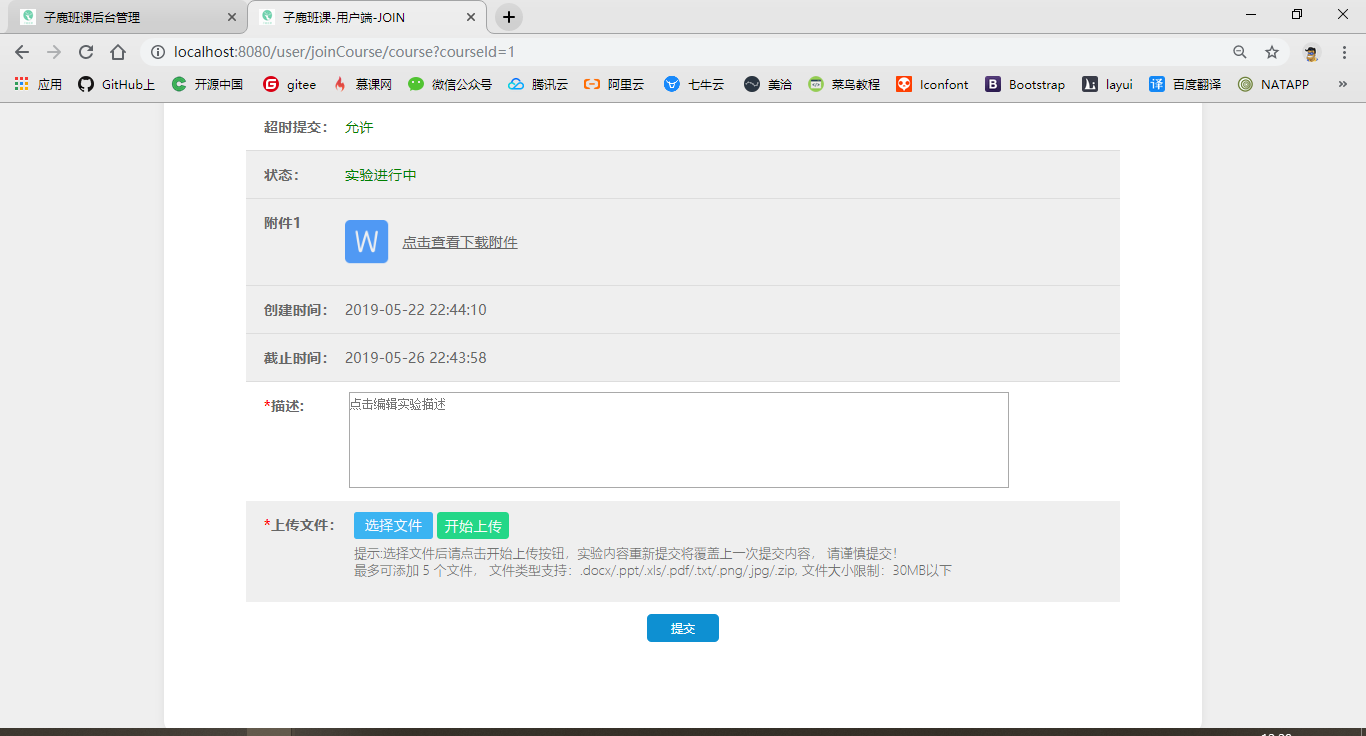 子鹿班课后台管理
子鹿班课-用户端-JOIN
localhost:8080/user/joinCourse/course?courseId=1
应用 GitHub上 开源中国 gitee 慕课网 微信公众号 腾讯云 阿里云 七牛云 美洽 菜鸟教程 Iconfont Bootstrap layui 百度翻译 NATAPP »
超时提交： 允许
状态： 实验进行中
附件1
W 点击查看下载附件
创建时间： 2019-05-22 22:44:10
截止时间： 2019-05-26 22:43:58
*描述： 点击编辑实验描述
*上传文件： 选择文件 开始上传
提示:选择文件后请点击开始上传按钮，实验内容重新提交将覆盖上一次提交内容， 请谨慎提交！
最多可添加 5 个文件， 文件类型支持：.docx/.ppt/.xls/.pdf/.txt/.png/.jpg/.zip, 文件大小限制：30MB以下
提交